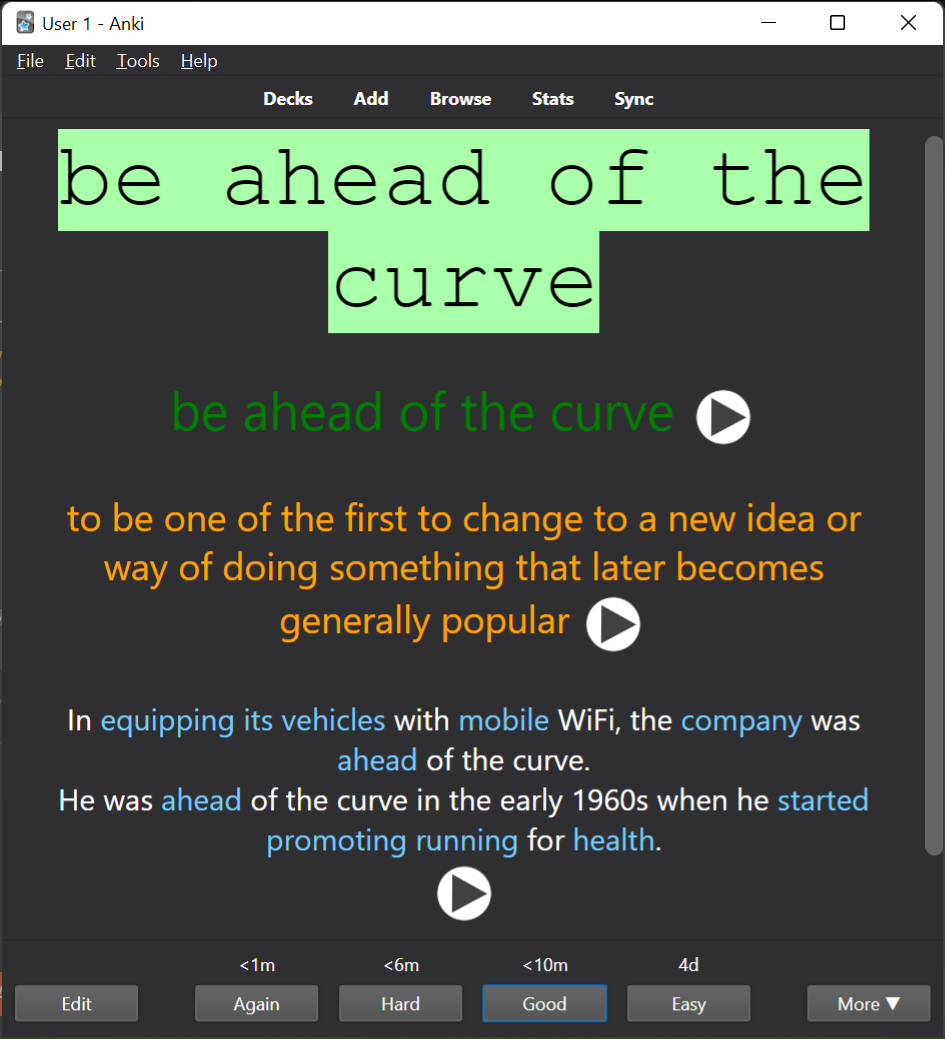 User 1 - Anki
File Edit Tools Help
Decks Add Browse Stats Sync
be ahead of the
curve
be ahead of the curve
to be one of the first to change to a new idea or
way of doing something that later becomes
generally popular
In equipping its vehicles with mobile WiFi, the company was
ahead of the curve.
He was ahead of the curve in the early 1960s when he started
promoting running for health.
<1m <6m <10m 4d
Edit Again Hard Good Easy More ▼